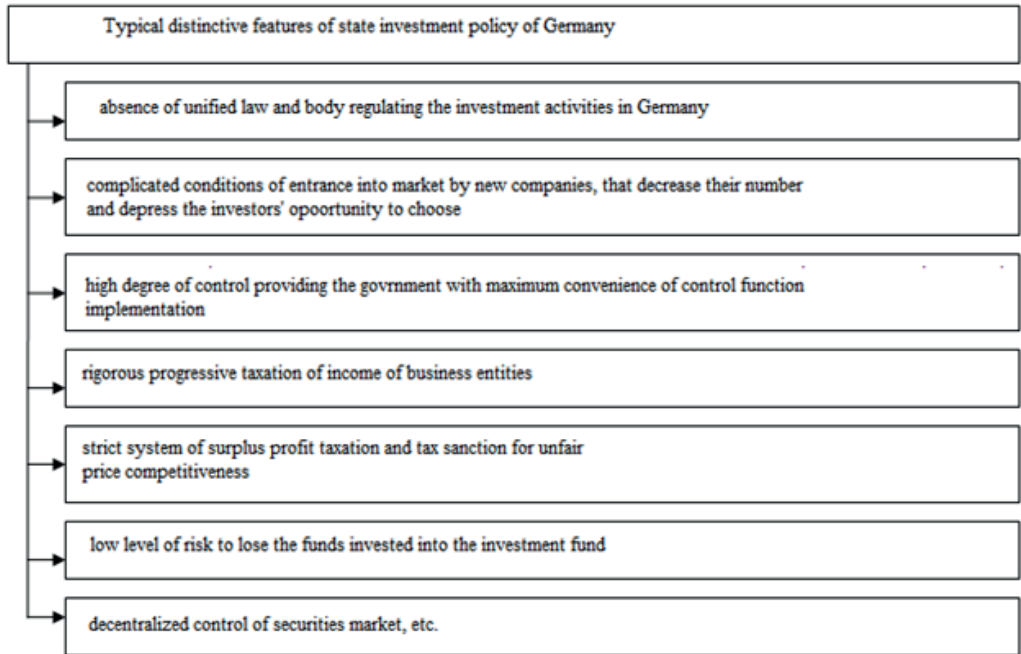 Typical distinctive features of state investment policy of Germany
absence of unified law and body regulating the investment activities in Germany
complicated conditions of entrance into market by new companies, that decrease their number
and depress the investors' opoortunity to choose
high degree of control providing the govrnment with maximum convenience of control function
implementation
rigorous progressive taxation of income of business entities
strict system of surplus profit taxation and tax sanction for unfair
price competitiveness
low level of risk to lose the funds invested into the investment fund
decentralized control of securities market, etc.